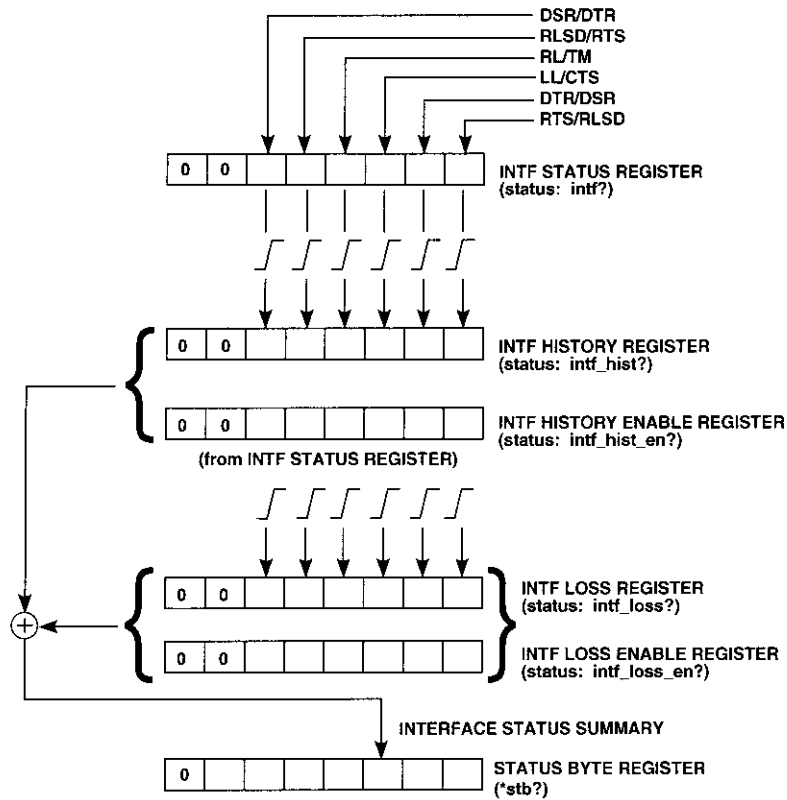 DSR/DTR
RLSD/RTS
RL/TM
LL/CTS
DTR/DSR
RTS/RLSD
0 0
INTF STATUS REGISTER
(status: intf?)
0 0
INTF HISTORY REGISTER
(status: intf_hist?)
0 0
INTF HISTORY ENABLE REGISTER
(status: intf_hist_en?)
(from INTF STATUS REGISTER)
0 0
INTF LOSS REGISTER
(status: intf_loss?)
0 0
INTF LOSS ENABLE REGISTER
(status: intf_loss_en?)
INTERFACE STATUS SUMMARY
0
STATUS BYTE REGISTER
(*stb?)